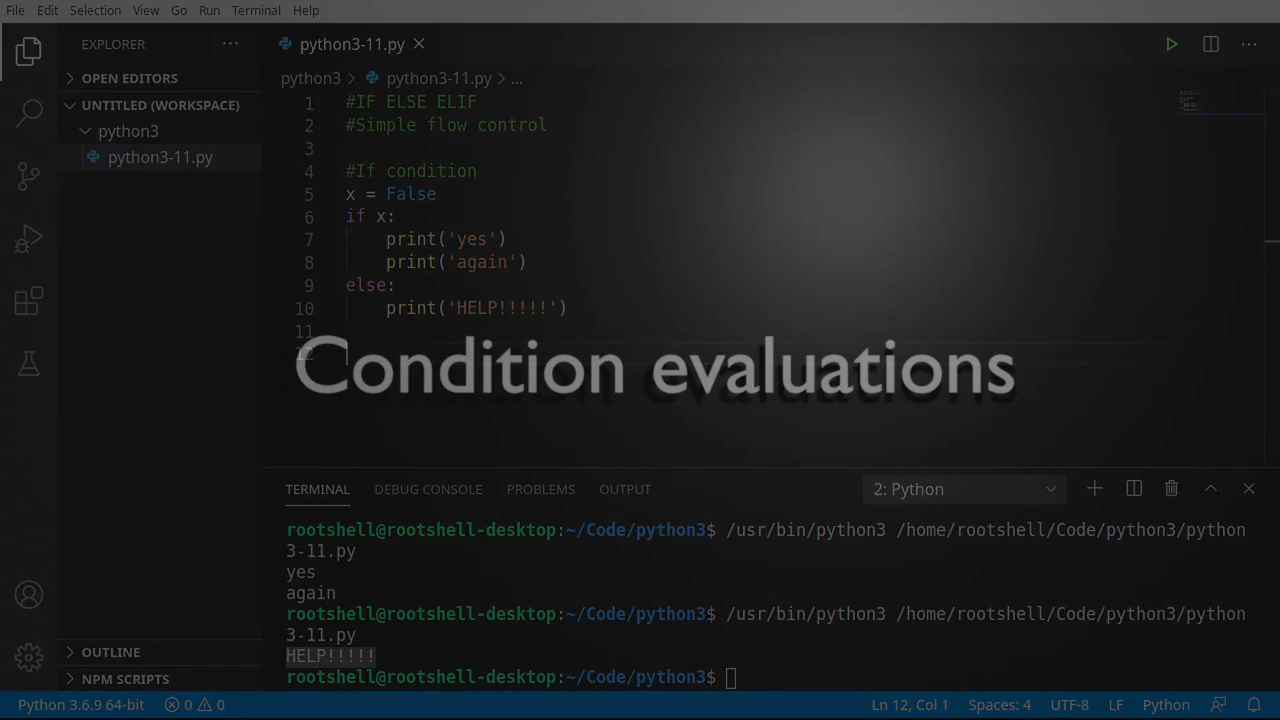 File Edit Selection View Go Run Terminal Help
EXPLORER ...
OPEN EDITORS
UNTITLED (WORKSPACE)
python3
python3-11.py
python3-11.py
python3 > python3-11.py > ...
1 #IF ELSE ELIF
2 #Simple flow control
3
4 #If condition
5 x = False
6 if x:
7     print('yes')
8     print('again')
9 else:
10     print('HELP!!!!!')
11
12
Condition evaluations
TERMINAL DEBUG CONSOLE PROBLEMS OUTPUT 2: Python
rootshell@rootshell-desktop:~/Code/python3$ /usr/bin/python3 /home/rootshell/Code/python3/python
3-11.py
yes
again
rootshell@rootshell-desktop:~/Code/python3$ /usr/bin/python3 /home/rootshell/Code/python3/python
3-11.py
HELP!!!!!
rootshell@rootshell-desktop:~/Code/python3$
OUTLINE
NPM SCRIPTS
Python 3.6.9 64-bit 0 0 Ln 12, Col 1 Spaces: 4 UTF-8 LF Python